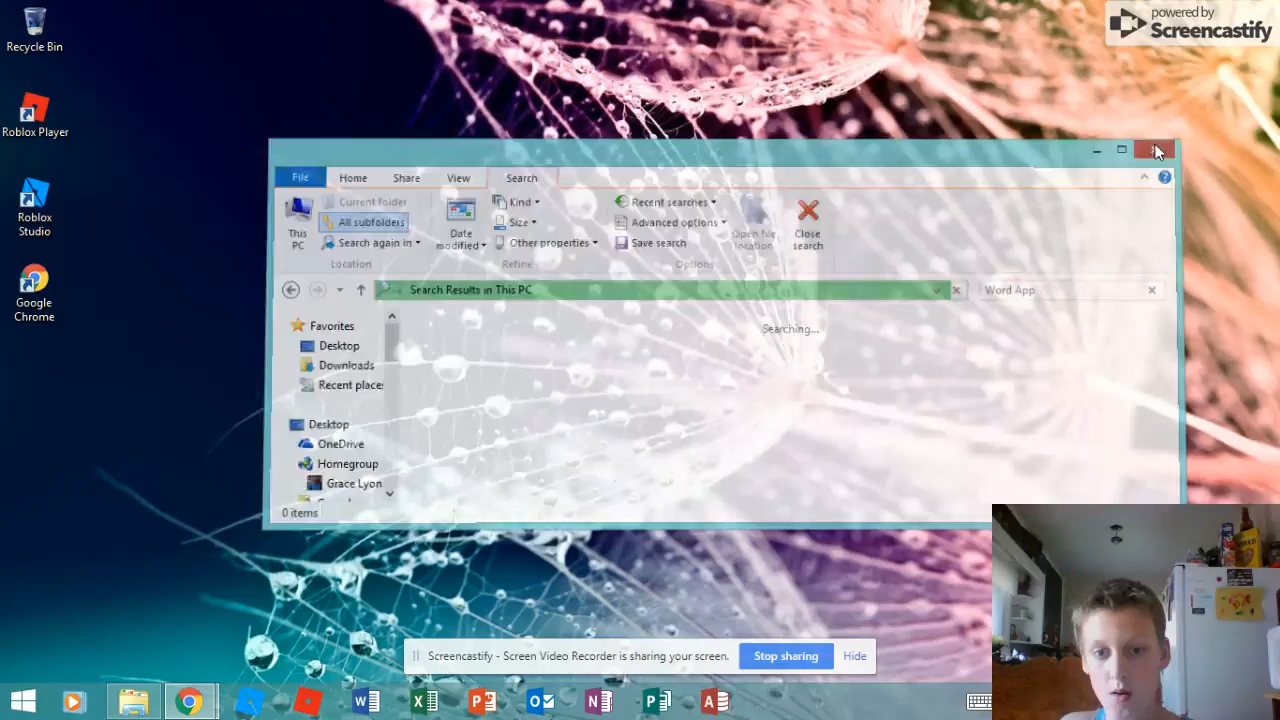 powered by
Screencastify
Recycle Bin
Roblox Player
Roblox
Studio
Google
Chrome
File
Home
Share
View
Search
This
PC
Current folder
All subfolders
Search again in
Location
Date
modified
Kind
Size
Other properties
Refine
Recent searches
Advanced options
Save search
Options
Open file
location
Close
search
Search Results in This PC
Word App
Searching...
Favorites
Desktop
Downloads
Recent places
Desktop
OneDrive
Homegroup
Grace Lyon
0 items
Screencastify - Screen Video Recorder is sharing your screen.
Stop sharing
Hide